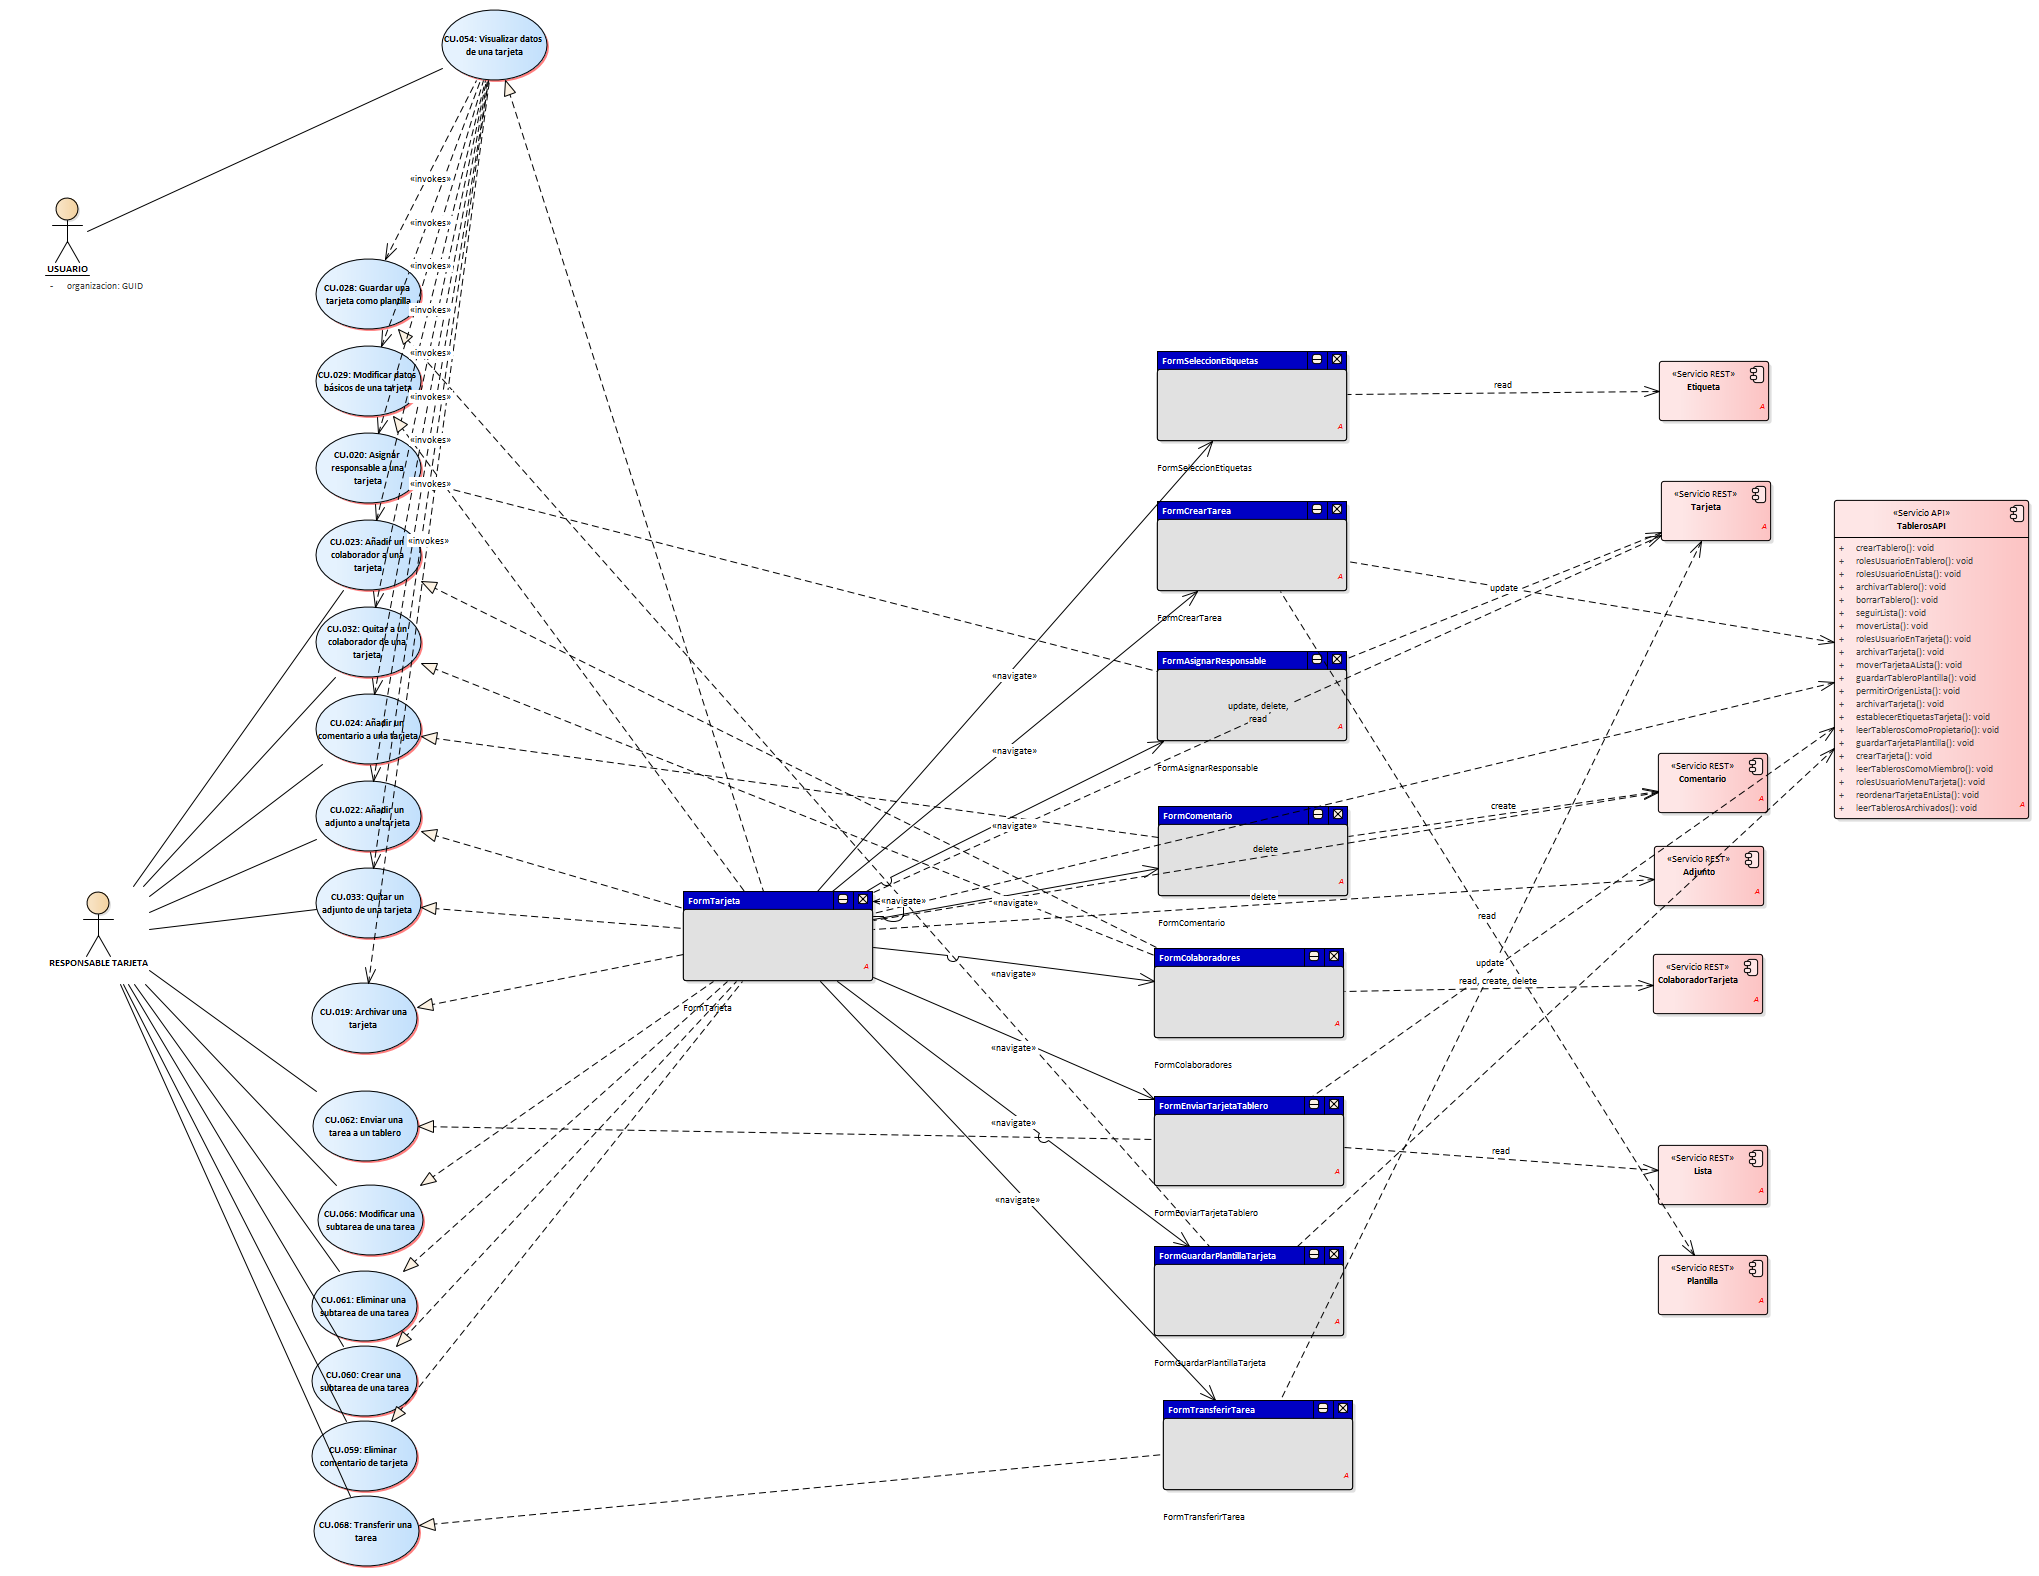 CU.054: Visualizar datos
de una tarjeta
«invokes»
«invokes»
«invokes»
«invokes»
«invokes»
«invokes»
«invokes»
«invokes»
«invokes»
USUARIO
- organizacion: GUID
CU.028: Guardar una
tarjeta como plantilla
CU.029: Modificar datos
básicos de una tarjeta
CU.020: Asignar
responsable a una
tarjeta
CU.023: Añadir un
colaborador a una
tarjeta
CU.032: Quitar a un
colaborador de una
tarjeta
CU.024: Añadir un
comentario a una tarjeta
CU.022: Añadir un
adjunto a una tarjeta
CU.033: Quitar un
adjunto de una tarjeta
RESPONSABLE TARJETA
CU.019: Archivar una
tarjeta
CU.062: Enviar una
tarea a un tablero
CU.066: Modificar una
subtarea de una tarea
CU.061: Eliminar una
subtarea de una tarea
CU.060: Crear una
subtarea de una tarea
CU.059: Eliminar
comentario de tarjeta
CU.068: Transferir una
tarea
FormTarjeta
A
FormTarjeta
«navigate»
«navigate»
«navigate»
«navigate»
«navigate»
«navigate»
«navigate»
«navigate»
«navigate»
FormSeleccionEtiquetas
A
FormSeleccionEtiquetas
FormCrearTarea
A
FormCrearTarea
FormAsignarResponsable
update, delete,
read
A
FormAsignarResponsable
FormComentario
delete
A
delete
FormComentario
FormColaboradores
A
FormColaboradores
FormEnviarTarjetaTablero
A
FormEnviarTarjetaTablero
FormGuardarPlantillaTarjeta
A
FormGuardarPlantillaTarjeta
FormTransferirTarea
A
FormTransferirTarea
read
update
create
read
update
read, create, delete
read
«Servicio REST»
Etiqueta
A
«Servicio REST»
Tarjeta
A
«Servicio REST»
Comentario
A
«Servicio REST»
Adjunto
A
«Servicio REST»
ColaboradorTarjeta
A
«Servicio REST»
Lista
A
«Servicio REST»
Plantilla
A
«Servicio API»
TablerosAPI
+ crearTablero(): void
+ rolesUsuarioEnTablero(): void
+ rolesUsuarioEnLista(): void
+ archivarTablero(): void
+ borrarTablero(): void
+ seguirLista(): void
+ moverLista(): void
+ rolesUsuarioEnTarjeta(): void
+ archivarTarjeta(): void
+ moverTarjetaALista(): void
+ guardarTableroPlantilla(): void
+ permitirOrigenLista(): void
+ archivarTarjeta(): void
+ establecerEtiquetasTarjeta(): void
+ leerTablerosComoPropietario(): void
+ guardarTarjetaPlantilla(): void
+ crearTarjeta(): void
+ leerTablerosComoMiembro(): void
+ rolesUsuarioMenuTarjeta(): void
+ reordenarTarjetaEnLista(): void
+ leerTablerosArchivados(): void
A